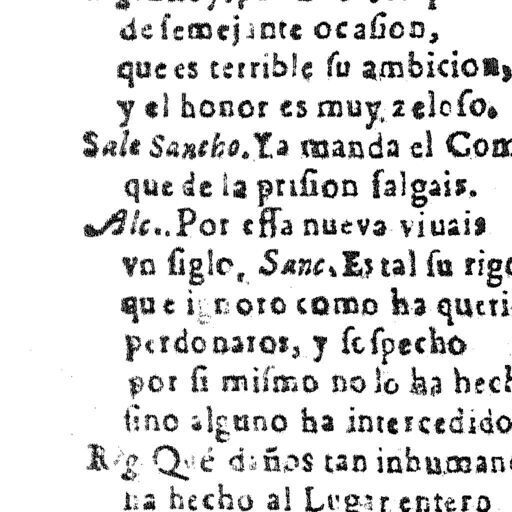 de semejante ocasion,
que es terrible su ambicion,
y el honor es muy zeloso.
Sale Sancho. Ya manda el Com
que de la prision salgais.
Alc. Por essa nueva viuais
vn siglo, Sanc. Es tal su rigo
que ignoro como ha queri
perdonaros, y sospecho
por si mismo no lo ha hech
sino alguno ha intercedido
Rig Qué daños tan inhuman
ha hecho al Lugar entero